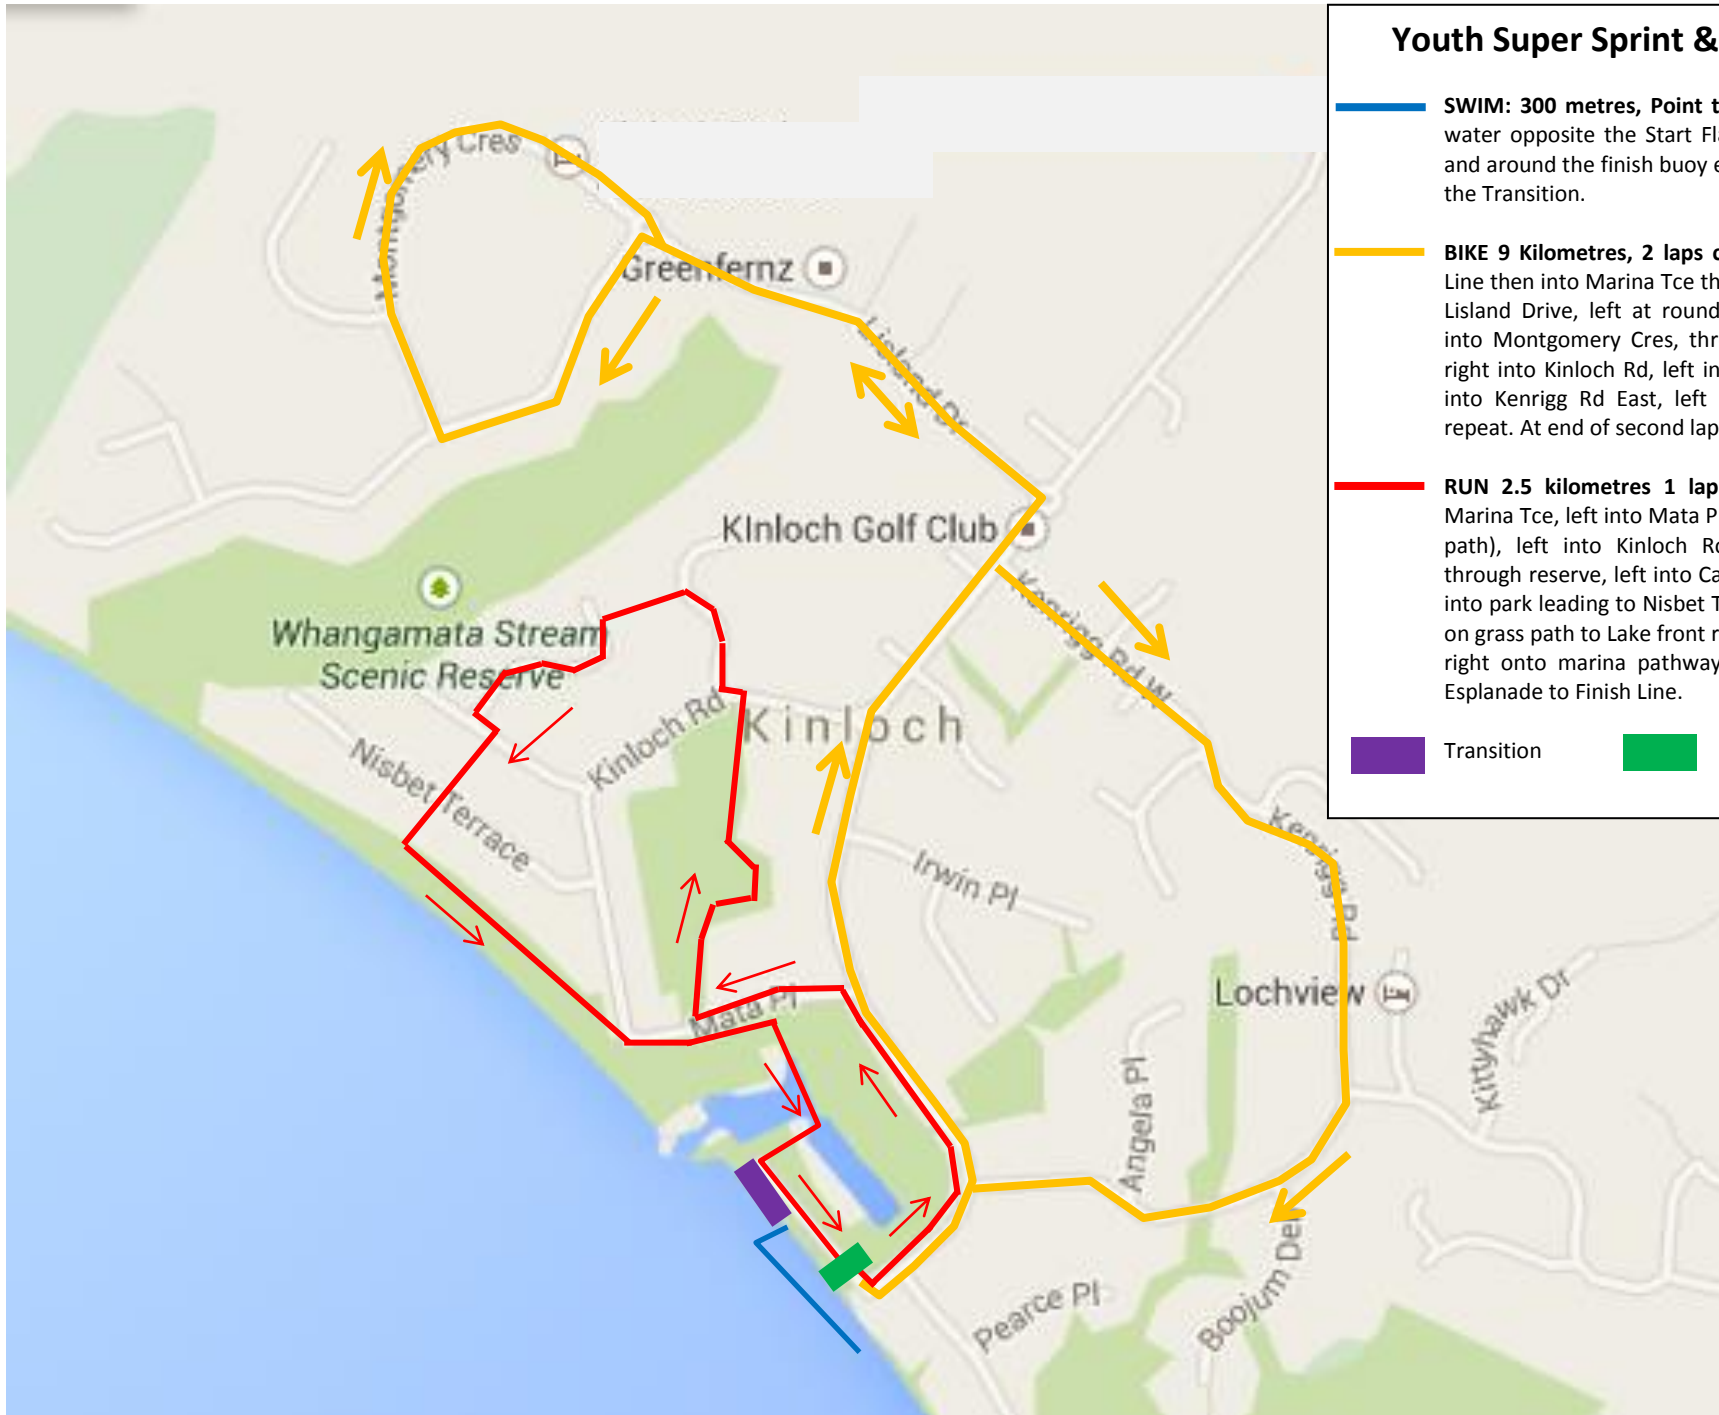 Youth Super Sprint &
SWIM: 300 metres, Point t
water opposite the Start Fl
and around the finish buoy e
the Transition.
BIKE 9 Kilometres, 2 laps
Line then into Marina Tce th
Lisland Drive, left at round
into Montgomery Cres, thr
right into Kinloch Rd, left in
into Kenrigg Rd East, left
repeat. At end of second lap
RUN 2.5 kilometres 1 lap
Marina Tce, left into Mata P
path), left into Kinloch R
through reserve, left into Ca
into park leading to Nisbet T
on grass path to Lake front r
right onto marina pathway
Esplanade to Finish Line.
Transition
Montgomery Cres
Montgomery Cres
Greenfernz
Lisland Dr
KInloch Golf Club
Kenrigg Rd W
Whangamata Stream
Scenic Reserve
Kinloch Rd
Kinloch
Nisbet Terrace
Kenrigg Rd
Irwin Pl
Lochview
Mata Pl
Kittyhawk Dr
Angela Pl
Pearce Pl
Boojum Dell